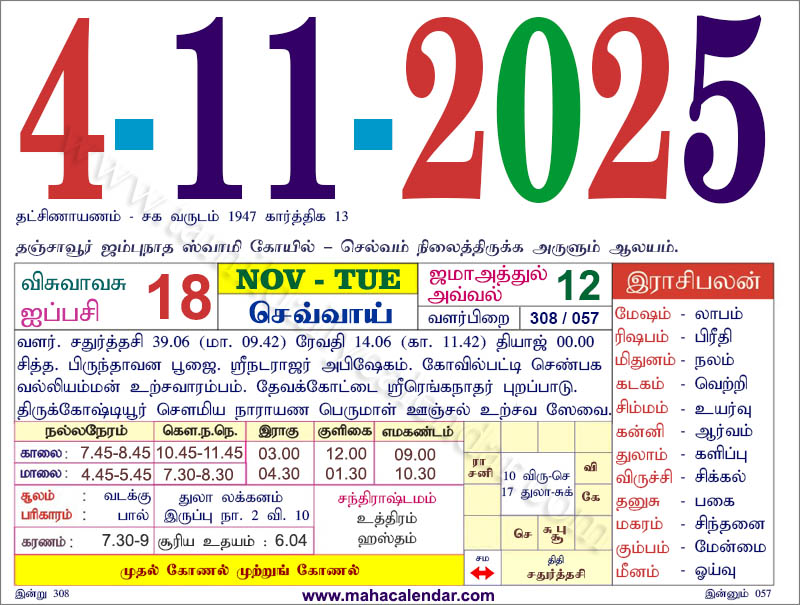 4-11-2025
தட்சிணாயணம் - சக வருடம் 1947 கார்த்திக 13
தஞ்சாவூர் ஜம்புநாத ஸ்வாமி கோயில் – செல்வம் நிலைத்திருக்க அருளும் ஆலயம்.
விசுவாவசு
ஐப்பசி 18
NOV - TUE
செவ்வாய்
ஜமாஅத்துல்
அவ்வல் 12
வளர்பிறை 308 / 057
வளர். சதுர்த்தசி 39.06 (மா. 09.42) ரேவதி 14.06 (கா. 11.42) தியாஜ் 00.00
சித்த. பிருந்தாவன பூஜை. ஸ்ரீநடராஜர் அபிஷேகம். கோவில்பட்டி செண்பக
வல்லியம்மன் உற்சவாரம்பம். தேவக்கோட்டை ஸ்ரீரெங்கநாதர் புறப்பாடு.
திருக்கோஷ்டியூர் சௌமிய நாராயண பெருமாள் ஊஞ்சல் உற்சவ ஸேவை.
நல்லநேரம் கௌ.ந.நெ. இராகு குளிகை எமகண்டம்
காலை : 7.45-8.45 10.45-11.45 03.00 12.00 09.00
மாலை: 4.45-5.45 7.30-8.30 04.30 01.30 10.30
சூலம் : வடக்கு
பரிகாரம் : பால்
துலா லக்கனம்
இருப்பு நா. 2 வி. 10
சந்திராஷ்டமம்
உத்திரம்
ஹஸ்தம்
கரணம் : 7.30-9 சூரிய உதயம் : 6.04
முதல் கோணல் முற்றுங் கோணல்
ரா
சனி
10 விரு-செ
17 துலா-சுக்
வி
கே
செ
சூ பு
சம
திதி
சதுர்த்தசி
இராசிபலன்
மேஷம் - லாபம்
ரிஷபம் - பிரீதி
மிதுனம் - நலம்
கடகம் - வெற்றி
சிம்மம் - உயர்வு
கன்னி - ஆர்வம்
துலாம் - களிப்பு
விருச்சி - சிக்கல்
தனுசு - பகை
மகரம் - சிந்தனை
கும்பம் - மேன்மை
மீனம் - ஓய்வு
இன்று 308
www.mahacalendar.com
இன்னும் 057